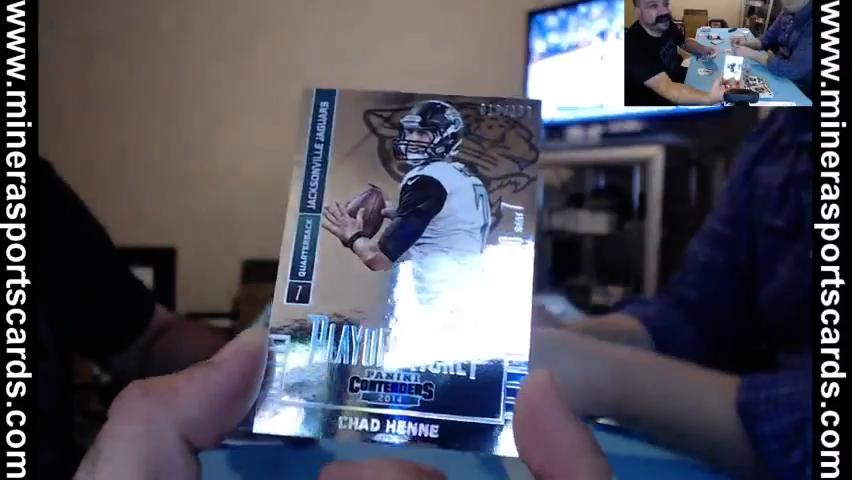 www.minerasportscards.com
JACKSONVILLE JAGUARS
QUARTERBACK
7
PANINI
CONTENDERS
2014
CHAD HENNE
www.minerasportscards.com